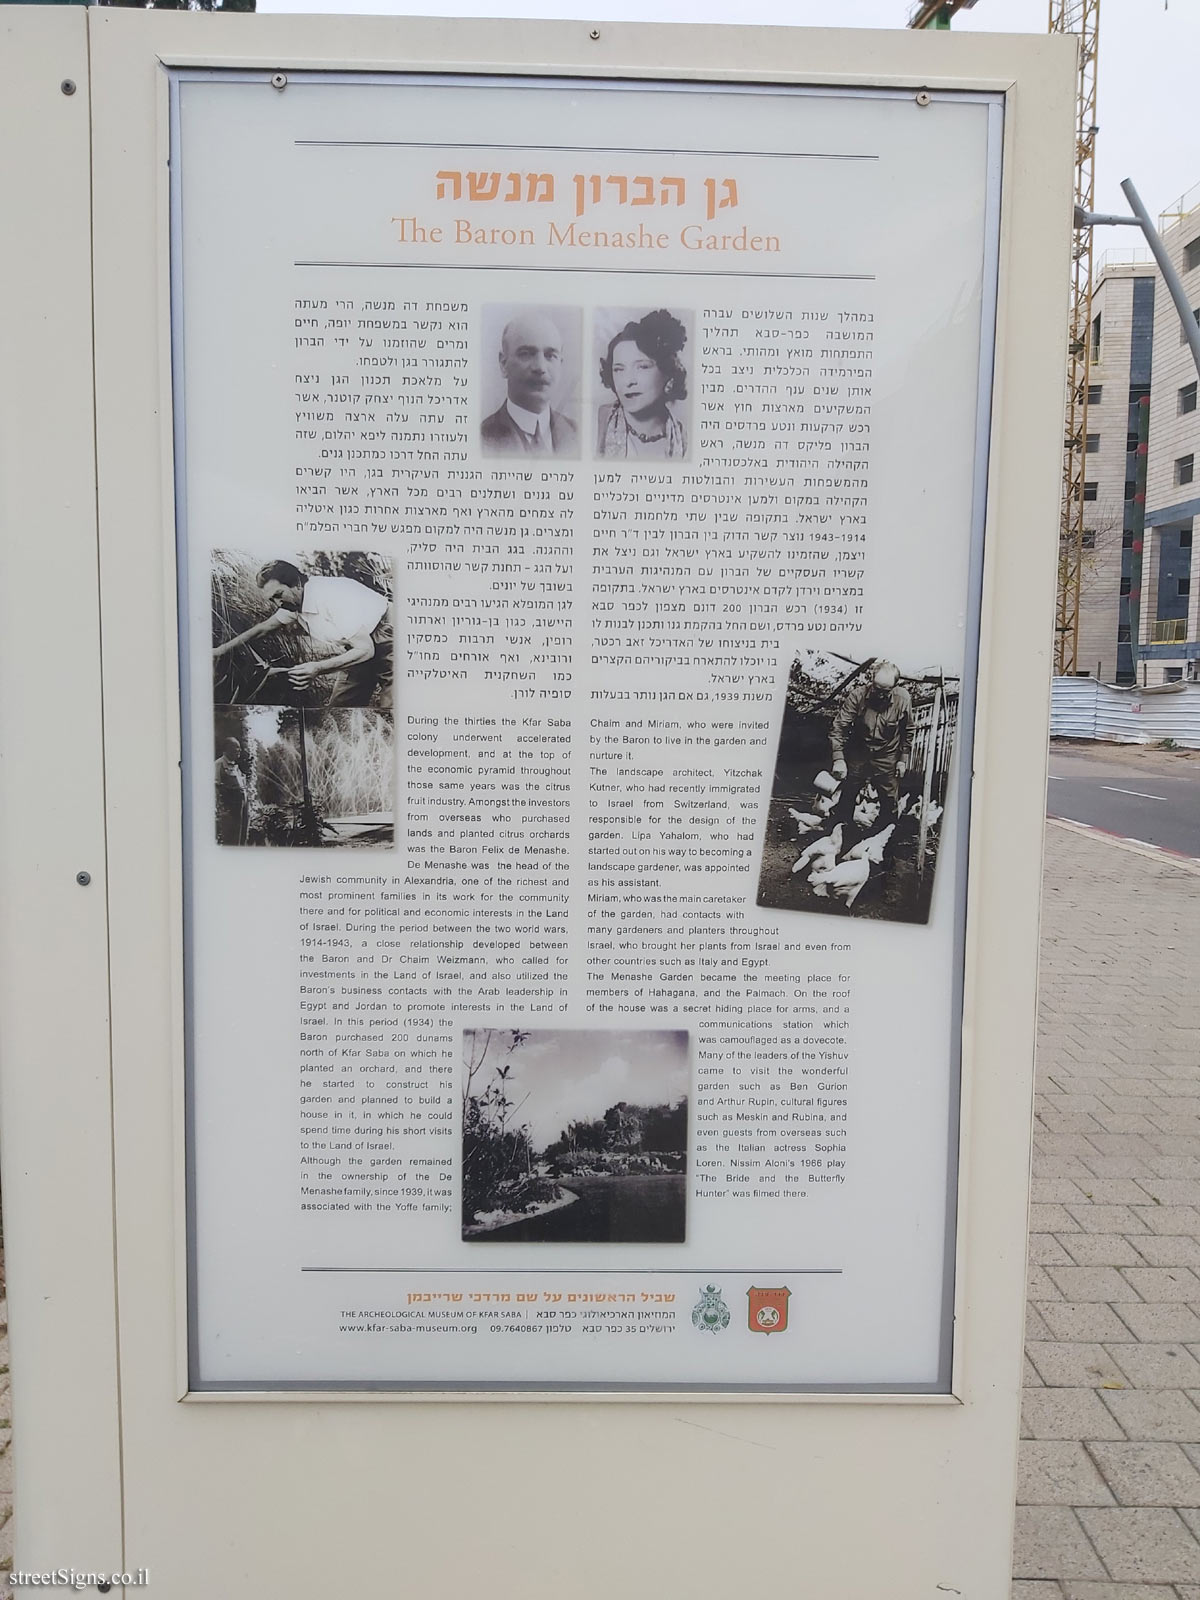 גן הברון מנשה
The Baron Menashe Garden
במהלך שנות השלושים עברה
המושבה כפר-סבא תהליך
התפתחות מואץ ומהותי. בראש
הפירמידה הכלכלית ניצב בכל
אותן שנים ענף ההדרים. מבין
המשקיעים מארצות חוץ אשר
רכש קרקעות ונטע פרדסים היה
הברון פליקס דה מנשה, ראש
הקהילה היהודית באלכסנדריה,
מהמשפחות העשירות והבולטות בעשייה למען
הקהילה במקום ולמען אינטרסים מדיניים וכלכליים
בארץ ישראל. בתקופה שבין שתי מלחמות העולם
1943-1914 נוצר קשר הדוק בין הברון לבין ד"ר חיים
ויצמן, שהזמינו להשקיע בארץ ישראל וגם ניצל את
קשריו העסקיים של הברון עם המנהיגות הערבית
במצרים וירדן לקדם אינטרסים בארץ ישראל. בתקופה
זו (1934) רכש הברון 200 דונם מצפון לכפר סבא
עליהם נטע פרדס, ושם החל בהקמת גנו ותכנן לבנות לו
בית בניצוחו של האדריכל זאב רכטר,
בו יוכלו להתארח בביקוריהם הקצרים
בארץ ישראל.
משנת 1939, גם אם הגן נותר בבעלות
משפחת דה מנשה, הרי מעתה
הוא נקשר במשפחת יופה, חיים
ומרים שהוזמנו על ידי הברון
להתגורר בגן ולטפחו.
על מלאכת תכנון הגן ניצח
אדריכל הנוף יצחק קוטנר, אשר
זה עתה עלה ארצה משוויץ
ולעוזרו נתמנה ליפא יהלום, שזה
עתה החל דרכו כמתכנן גנים.
למרים שהייתה הגננית העיקרית בגן, היו קשרים
עם גננים ושתלנים רבים מכל הארץ, אשר הביאו
לה צמחים מהארץ ואף מארצות אחרות כגון איטליה
ומצרים. גן מנשה היה למקום מפגש של חברי הפלמ"ח
וההגנה. בגג הבית היה סליק,
ועל הגג - תחנת קשר שהוסוותה
בשובך של יונים.
לגן המופלא הגיעו רבים ממנהיגי
היישוב, כגון בן-גוריון וארתור
רופין, אנשי תרבות כמסקין
ורובינא, ואף אורחים מחו"ל
כמו השחקנית האיטלקייה
סופיה לורן.
During the thirties the Kfar Saba
colony underwent accelerated
development, and at the top of
the economic pyramid throughout
those same years was the citrus
fruit industry. Amongst the investors
from overseas who purchased
lands and planted citrus orchards
was the Baron Felix de Menashe.
De Menashe was the head of the
Jewish community in Alexandria, one of the richest and
most prominent families in its work for the community
there and for political and economic interests in the Land
of Israel. During the period between the two world wars,
1914-1943, a close relationship developed between
the Baron and Dr Chaim Weizmann, who called for
investments in the Land of Israel, and also utilized the
Baron's business contacts with the Arab leadership in
Egypt and Jordan to promote interests in the Land of
Israel. In this period (1934) the
Baron purchased 200 dunams
north of Kfar Saba on which he
planted an orchard, and there
he started to construct his
garden and planned to build a
house in it, in which he could
spend time during his short visits
to the Land of Israel.
Although the garden remained
in the ownership of the De
Menashe family, since 1939, it was
associated with the Yoffe family;
Chaim and Miriam, who were invited
by the Baron to live in the garden and
nurture it.
The landscape architect, Yitzchak
Kutner, who had recently immigrated
to Israel from Switzerland, was
responsible for the design of the
garden. Lipa Yahalom, who had
started out on his way to becoming a
landscape gardener, was appointed
as his assistant.
Miriam, who was the main caretaker
of the garden, had contacts with
many gardeners and planters throughout
Israel, who brought her plants from Israel and even from
other countries such as Italy and Egypt.
The Menashe Garden became the meeting place for
members of Hahagana, and the Palmach. On the roof
of the house was a secret hiding place for arms, and a
communications station which
was camouflaged as a dovecote.
Many of the leaders of the Yishuv
came to visit the wonderful
garden such as Ben Gurion
and Arthur Rupin, cultural figures
such as Meskin and Rubina, and
even guests from overseas such
as the Italian actress Sophia
Loren. Nissim Aloni's 1966 play
"The Bride and the Butterfly
Hunter" was filmed there.
שביל הראשונים על שם מרדכי שרייבמן
המוזיאון הארכיאולוגי כפר סבא | THE ARCHEOLOGICAL MUSEUM OF KFAR SABA
ירושלים 35 כפר סבא טלפון 09.7640867 www.kfar-saba-museum.org
streetSigns.co.il